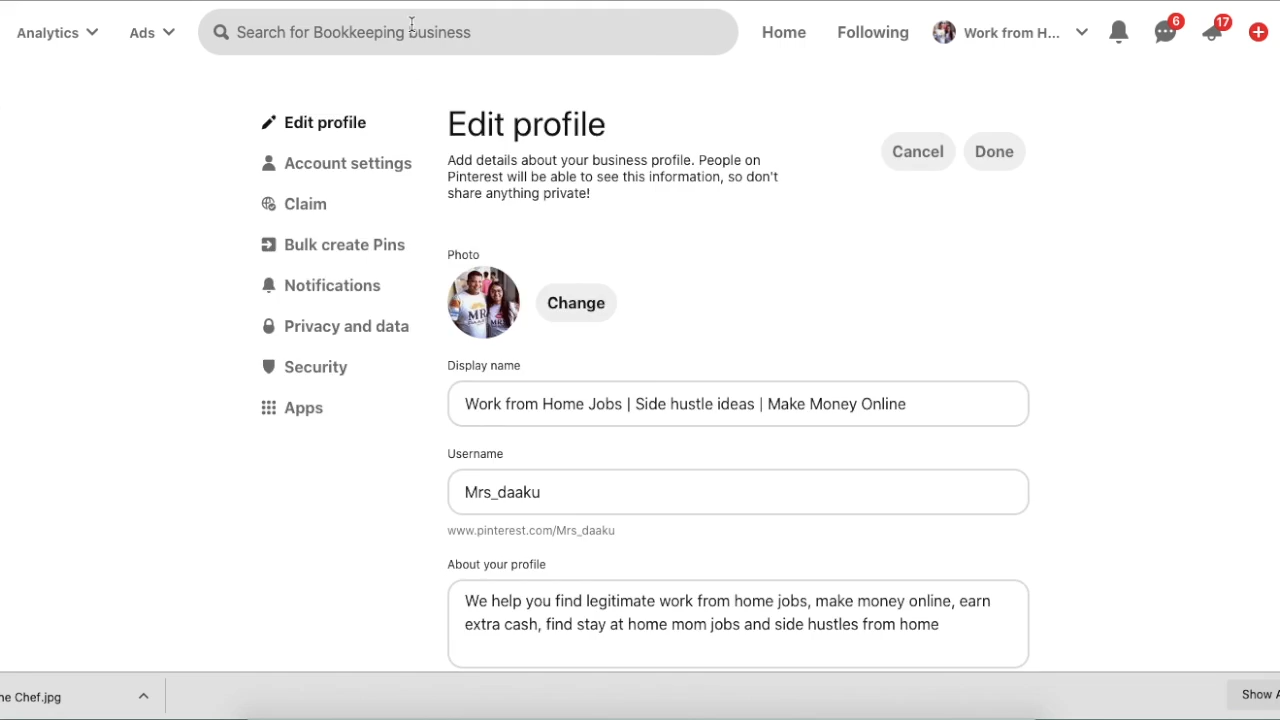 Analytics
Ads
Search for Bookkeeping business
Home
Following
Work from H...
6
17
Edit profile
Account settings
Claim
Bulk create Pins
Notifications
Privacy and data
Security
Apps
Edit profile
Add details about your business profile. People on
Pinterest will be able to see this information, so don't
share anything private!
Cancel
Done
Photo
MR
MR
Change
Display name
Work from Home Jobs | Side hustle ideas | Make Money Online
Username
Mrs_daaku
www.pinterest.com/Mrs_daaku
About your profile
We help you find legitimate work from home jobs, make money online, earn
extra cash, find stay at home mom jobs and side hustles from home
ne Chef.jpg
Show A